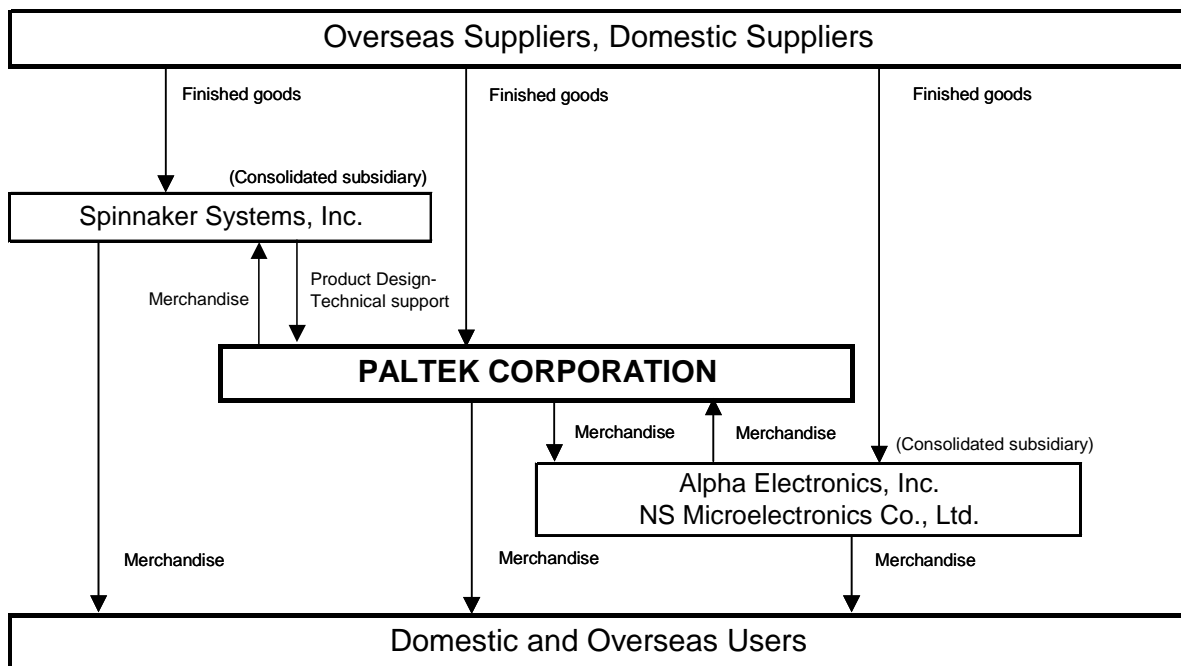 Overseas Suppliers, Domestic Suppliers
Finished goods
Finished goods
Finished goods
(Consolidated subsidiary)
Spinnaker Systems, Inc.
Merchandise
Product Design-
Technical support
PALTEK CORPORATION
Merchandise
Merchandise
(Consolidated subsidiary)
Alpha Electronics, Inc.
NS Microelectronics Co., Ltd.
Merchandise
Merchandise
Merchandise
Domestic and Overseas Users